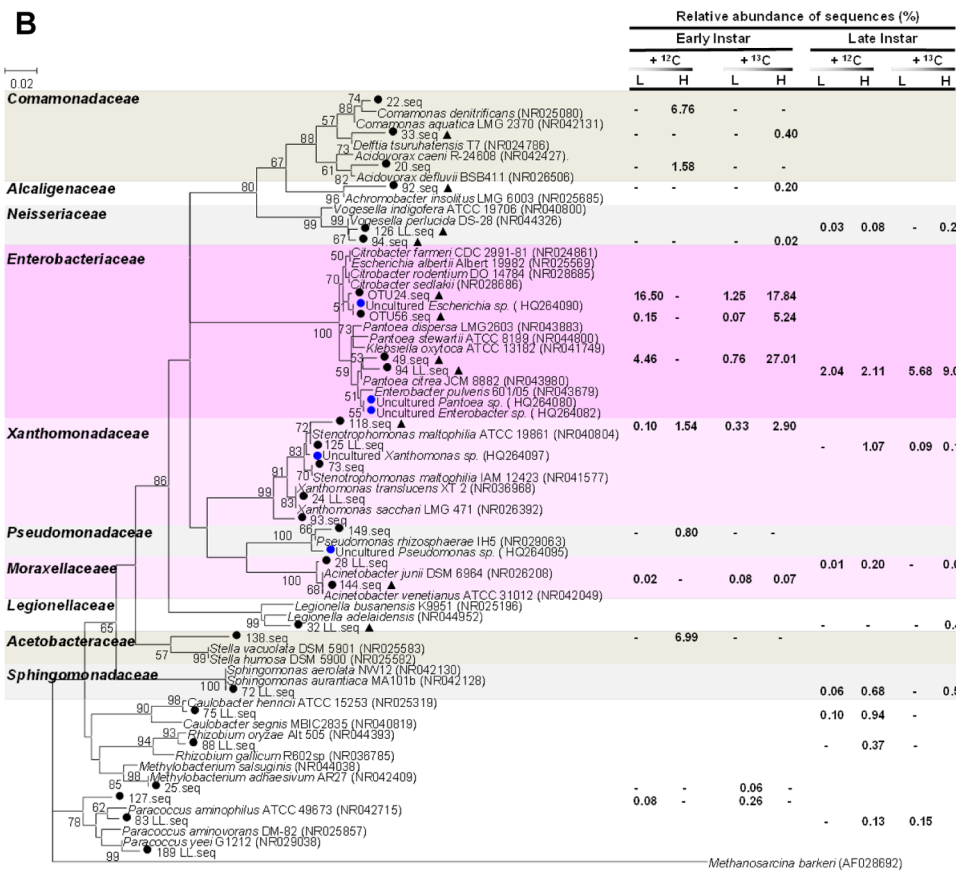 B
Relative abundance of sequences (%)
Early Instar Late Instar
+ ¹²C + ¹³C + ¹²C + ¹³C
L H L H L H L H
0.02
Comamonadaceae
74 22.seq
88 Comamonas denitrificans (NR025080) - 6.76 - -
57 Comamonas aquatica LMG 2370 (NR042131)
88 33.seq ▲ - - - 0.40
73 Delftia tsuruhatensis T7 (NR024786)
67 Acidovorax caeni R-24608 (NR042427).
61 20.seq - 1.58 - -
82 Acidovorax defluvii BSB411 (NR026506)
Alcaligenaceae
80 92.seq ▲ - - - 0.20
96 Achromobacter insolitus LMG 6003 (NR025685)
Neisseriaceae
Vogesella indigofera ATCC 19706 (NR040800)
99 99 Vogesella perlucida DS-28 (NR044326)
126 LL.seq ▲ 0.03 0.08 - 0.2
67 94.seq ▲ - - - 0.02
Enterobacteriaceae
50 Citrobacter farmeri CDC 2991-81 (NR024861)
Escherichia albertii Albert 19982 (NR025569)
70 Citrobacter rodentium DO 14784 (NR028685)
Citrobacter sedlakii (NR028686)
OTU24.seq ▲ 16.50 - 1.25 17.84
51 Uncultured Escherichia sp. ( HQ264090)
OTU56.seq ▲ 0.15 - 0.07 5.24
100 73 Pantoea dispersa LMG2603 (NR043883)
Pantoea stewartii ATCC 8199 (NR044800)
Klebsiella oxytoca ATCC 13182 (NR041749)
53 49.seq ▲ 4.46 - 0.76 27.01
59 94 LL.seq ▲ 2.04 2.11 5.68 9.0
Pantoea citrea JCM 8882 (NR043980)
51 Enterobacter pulveris 601/05 (NR043679)
Uncultured Pantoea sp. ( HQ264080)
55 Uncultured Enterobacter sp. ( HQ264082)
Xanthomonadaceae
72 118.seq ▲ 0.10 1.54 0.33 2.90
Stenotrophomonas maltophilia ATCC 19861 (NR040804)
83 125 LL.seq - 1.07 0.09
Uncultured Xanthomonas sp. (HQ264097)
91 73.seq
70 Stenotrophomonas maltophilia IAM 12423 (NR041577)
99 Xanthomonas translucens XT 2 (NR036968)
83 24 LL.seq
Xanthomonas sacchari LMG 471 (NR026392)
93.seq
86
Pseudomonadaceae
66 149.seq - 0.80 - -
100 Pseudomonas rhizosphaerae IH5 (NR029063)
Uncultured Pseudomonas sp. ( HQ264095)
Moraxellaceae
28 LL.seq 0.01 0.20 -
100 Acinetobacter junii DSM 6964 (NR026208)
68 144.seq ▲ 0.02 - 0.08 0.07
Acinetobacter venetianus ATCC 31012 (NR042049)
Legionellaceae
Legionella busanensis K9951 (NR025196)
Legionella adelaidensis (NR044952)
65 99 32 LL.seq ▲ - - -
Acetobacteraceae
138.seq - 6.99 - -
57 Stella vacuolata DSM 5901 (NR025583)
99 Stella humosa DSM 5900 (NR025582)
Sphingomonadaceae
Sphingomonas aerolata NW12 (NR042130)
100 Sphingomonas aurantiaca MA101b (NR042128)
72 LL.seq 0.06 0.68 -
98 Caulobacter henricii ATCC 15253 (NR025319)
90 75 LL.seq 0.10 0.94 -
Caulobacter segnis MBIC2835 (NR040819)
93 Rhizobium oryzae Alt 505 (NR044393)
94 88 LL.seq - 0.37 -
Rhizobium gallicum R602sp (NR036785)
Methylobacterium salsuginis (NR044038)
98 Methylobacterium adhaesivum AR27 (NR042409)
85 25.seq - - 0.06 -
127.seq 0.08 - 0.26 -
62 Paracoccus aminophilus ATCC 49673 (NR042715)
78 83 LL.seq - 0.13 0.15
Paracoccus aminovorans DM-82 (NR025857)
Paracoccus yeei G1212 (NR029038)
99 189 LL.seq
Methanosarcina barkeri (AF028692)